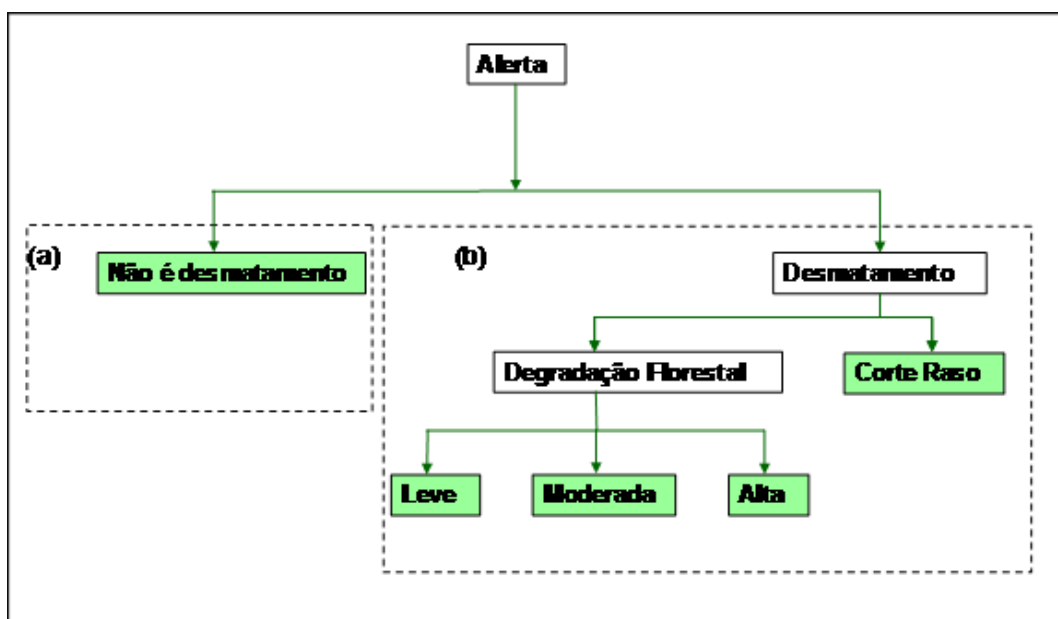 Alerta
(a)
Não é desmatamento
(b)
Desmatamento
Degradação Florestal
Corte Raso
Leve
Moderada
Alta